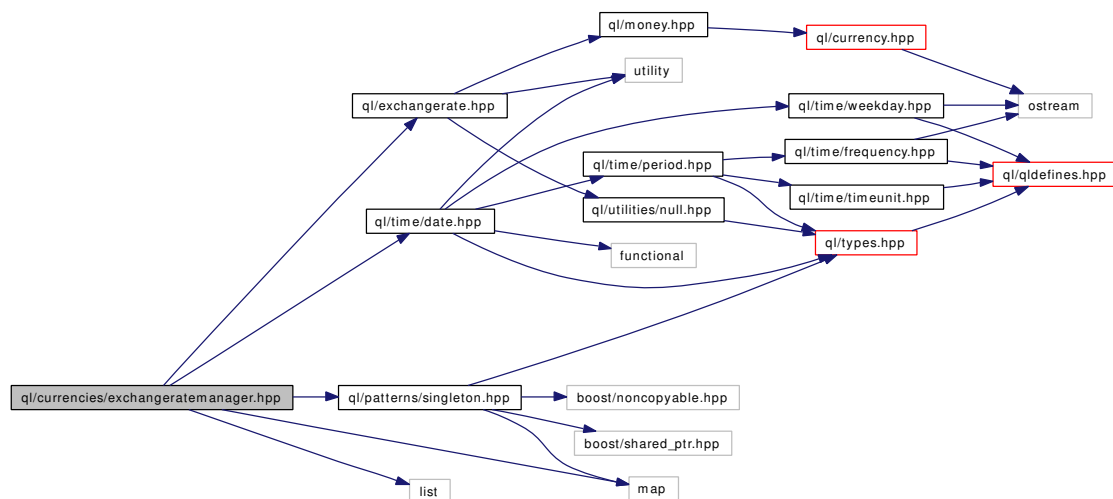 ql/money.hpp
ql/currency.hpp
utility
ql/exchangerate.hpp
ql/time/weekday.hpp
ostream
ql/time/period.hpp
ql/time/frequency.hpp
ql/qldefines.hpp
ql/time/timeunit.hpp
ql/time/date.hpp
ql/utilities/null.hpp
ql/types.hpp
functional
ql/currencies/exchangeratemanager.hpp
ql/patterns/singleton.hpp
boost/noncopyable.hpp
boost/shared_ptr.hpp
list
map